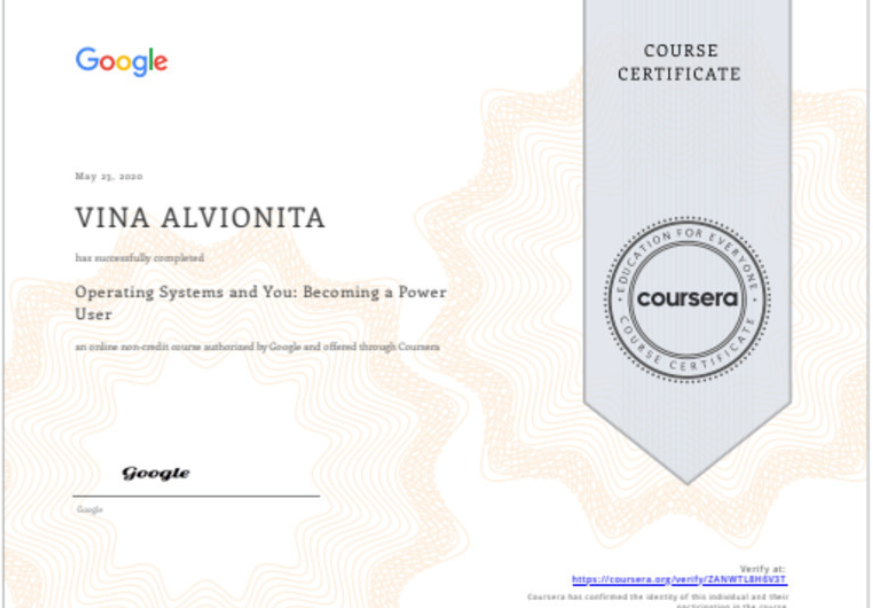 Google
COURSE
CERTIFICATE
May 23, 2020
VINA ALVIONITA
has successfully completed
Operating Systems and You: Becoming a Power
User
an online non-credit course authorized by Google and offered through Coursera
EDUCATION FOR EVERYONE
coursera
COURSE CERTIFICATE
Google
Google
Verify at:
https://coursera.org/verify/ZANWTL8H6V3T
Coursera has confirmed the identity of this individual and their
participation in the course.